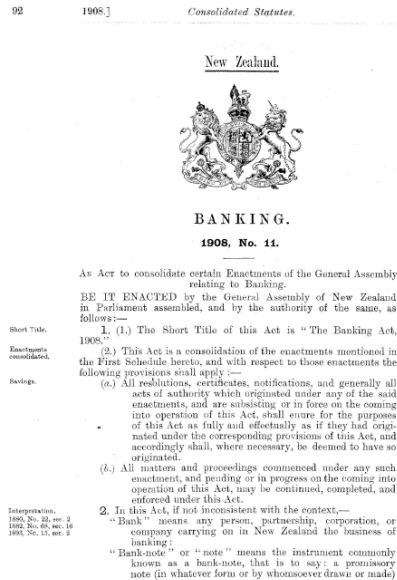 92 1908.] Consolidated Statutes.
New Zealand.
BANKING.
1908, No. 11.
AN ACT to consolidate certain Enactments of the General Assembly
relating to Banking.
BE IT ENACTED by the General Assembly of New Zealand
in Parliament assembled, and by the authority of the same, as
follows:—
Short Title. 1. (1.) The Short Title of this Act is "The Banking Act,
1908."
Enactments consolidated. (2.) This Act is a consolidation of the enactments mentioned in
the First Schedule hereto, and with respect to those enactments the
following provisions shall apply:—
Savings. (a.) All resolutions, certificates, notifications, and generally all
acts of authority which originated under any of the said
enactments, and are subsisting or in force on the coming
into operation of this Act, shall enure for the purposes
of this Act as fully and effectually as if they had origi-
nated under the corresponding provisions of this Act, and
accordingly shall, where necessary, be deemed to have so
originated.
(b.) All matters and proceedings commenced under any such
enactment, and pending or in progress on the coming into
operation of this Act, may be continued, completed, and
enforced under this Act.
Interpretation. 2. In this Act, if not inconsistent with the context,—
1880, No. 22, sec. 2
1882, No. 68, sec. 16
1893, No. 15, sec. 2
"Bank" means any person, partnership, corporation, or
company carrying on in New Zealand the business of
banking:
"Bank-note" or "note" means the instrument commonly
known as a bank-note, that is to say: a promissory
note (in whatever form or by whomsoever drawn or made)